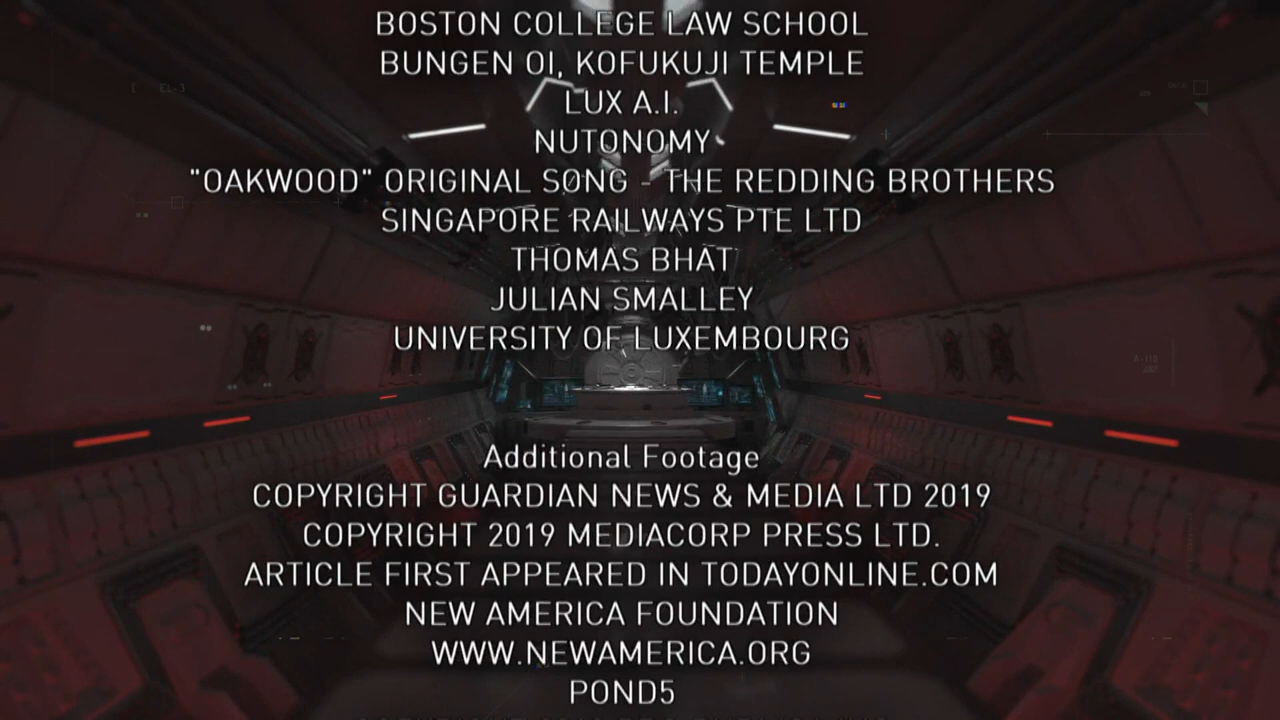 BOSTON COLLEGE LAW SCHOOL
BUNGEN OI, KOFUKUJI TEMPLE
LUX A.I.
NUTONOMY
"OAKWOOD" ORIGINAL SONG - THE REDDING BROTHERS
SINGAPORE RAILWAYS PTE LTD
THOMAS BHAT
JULIAN SMALLEY
UNIVERSITY OF LUXEMBOURG
Additional Footage
COPYRIGHT GUARDIAN NEWS & MEDIA LTD 2019
COPYRIGHT 2019 MEDIACORP PRESS LTD.
ARTICLE FIRST APPEARED IN TODAYONLINE.COM
NEW AMERICA FOUNDATION
WWW.NEWAMERICA.ORG
POND5